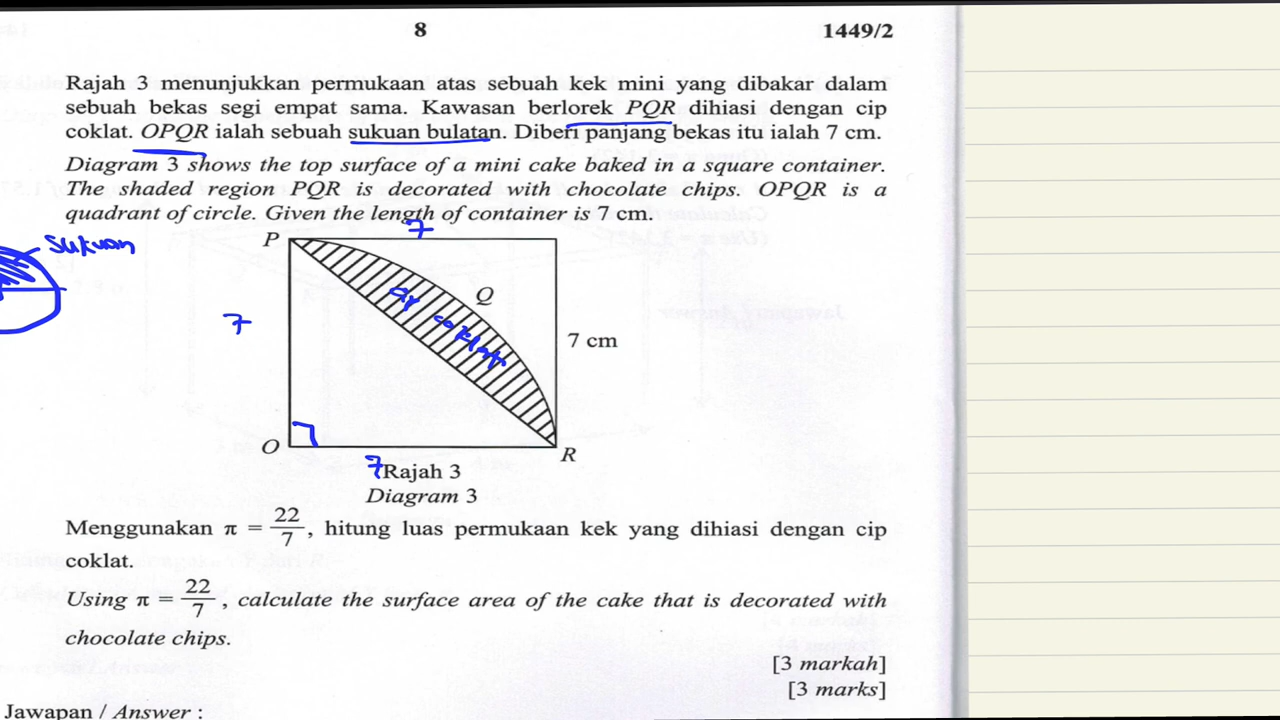 8 1449/2
Rajah 3 menunjukkan permukaan atas sebuah kek mini yang dibakar dalam
sebuah bekas segi empat sama. Kawasan berlorek PQR dihiasi dengan cip
coklat. OPQR ialah sebuah sukuan bulatan. Diberi panjang bekas itu ialah 7 cm.
Diagram 3 shows the top surface of a mini cake baked in a square container.
The shaded region PQR is decorated with chocolate chips. OPQR is a
quadrant of circle. Given the length of container is 7 cm.
sukuan
P
7
Q
coklat
7
7 cm
O
R
7
Rajah 3
Diagram 3
Menggunakan π = 22/7, hitung luas permukaan kek yang dihiasi dengan cip
coklat.
Using π = 22/7, calculate the surface area of the cake that is decorated with
chocolate chips.
[3 markah]
[3 marks]
Jawapan / Answer :